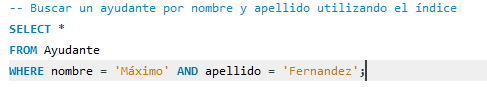 -- Buscar un ayudante por nombre y apellido utilizando el índice
SELECT *
FROM Ayudante
WHERE nombre = 'Máximo' AND apellido = 'Fernandez';